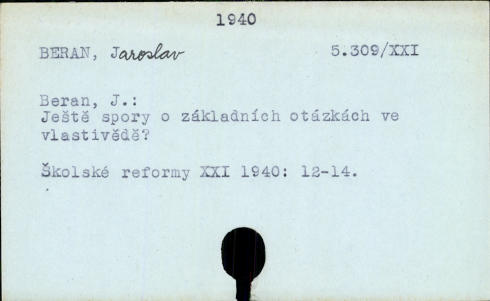 1940
BERAN, Jaroslav 5.309/XXI
Beran, J.:
Ještě spory o základních otázkách ve
vlastivědě?
Školské reformy XXI 1940: 12-14.